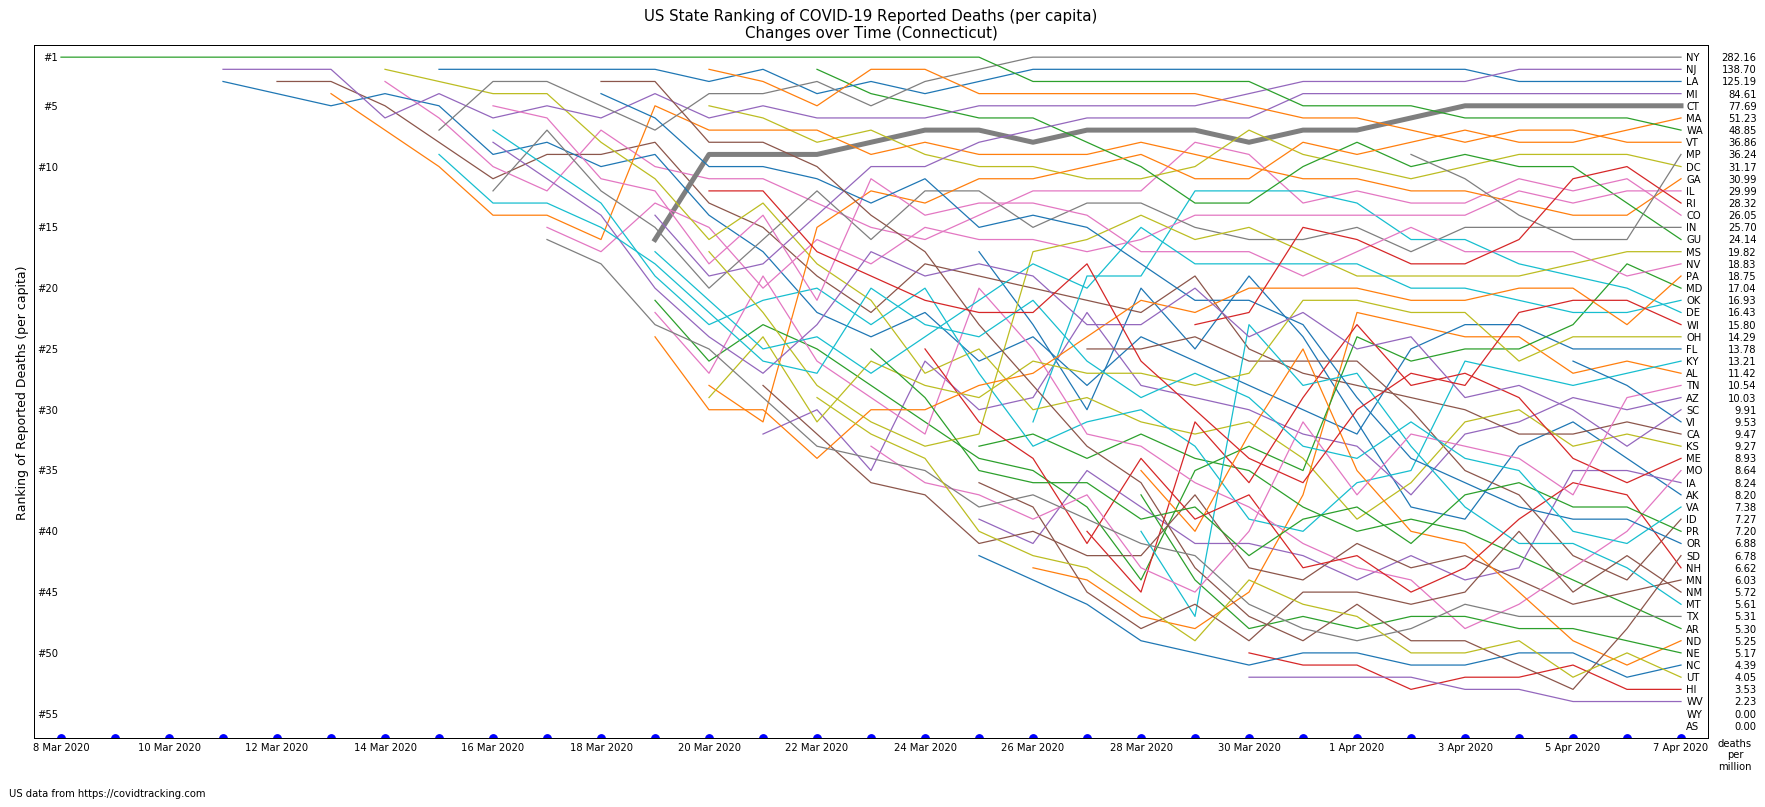 US State Ranking of COVID-19 Reported Deaths (per capita)
Changes over Time (Connecticut)
Ranking of Reported Deaths (per capita)
#1
#5
#10
#15
#20
#25
#30
#35
#40
#45
#50
#55
NY 282.16
NJ 138.70
LA 125.19
MI 84.61
CT 77.69
MA 51.23
WA 48.85
VT 36.86
MP 36.24
DC 31.17
GA 30.99
IL 29.99
RI 28.32
CO 26.05
IN 25.70
GU 24.14
MS 19.82
NV 18.83
PA 18.75
MD 17.04
OK 16.93
DE 16.43
WI 15.80
OH 14.29
FL 13.78
KY 13.21
AL 11.42
TN 10.54
AZ 10.03
SC 9.91
VI 9.53
CA 9.47
KS 9.27
ME 8.93
MO 8.64
IA 8.24
AK 8.20
VA 7.38
ID 7.27
PR 7.20
OR 6.88
SD 6.78
NH 6.62
MN 6.03
NM 5.72
MT 5.61
TX 5.31
AR 5.30
ND 5.25
NE 5.17
NC 4.39
UT 4.05
HI 3.53
WV 2.23
WY 0.00
AS 0.00
8 Mar 2020 10 Mar 2020 12 Mar 2020 14 Mar 2020 16 Mar 2020 18 Mar 2020 20 Mar 2020 22 Mar 2020 24 Mar 2020 26 Mar 2020 28 Mar 2020 30 Mar 2020 1 Apr 2020 3 Apr 2020 5 Apr 2020 7 Apr 2020
deaths
per
million
US data from https://covidtracking.com